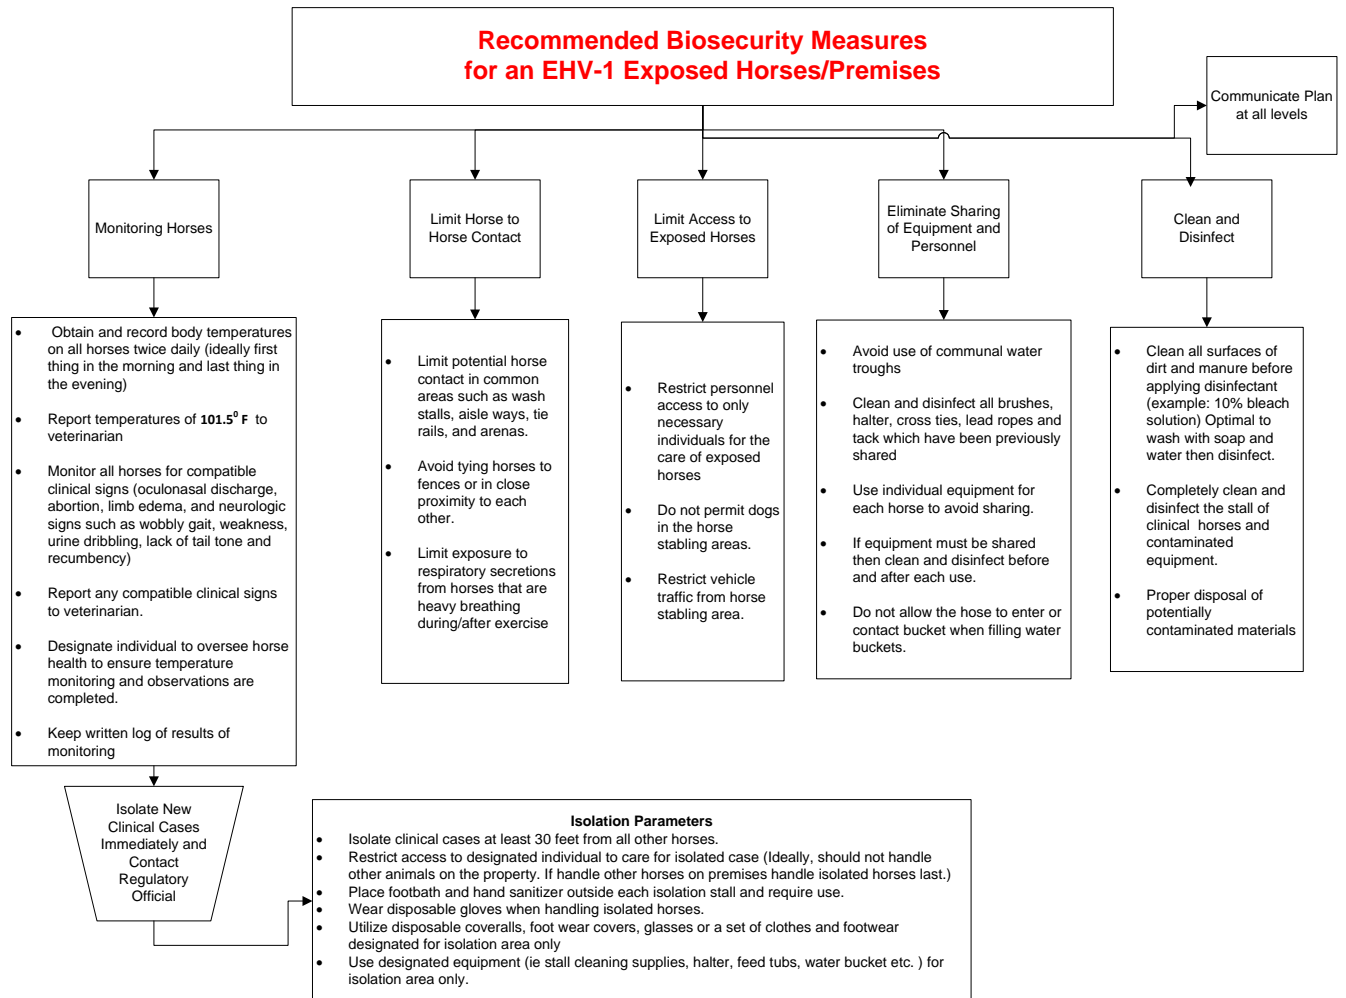 Recommended Biosecurity Measures
for an EHV-1 Exposed Horses/Premises
Communicate Plan
at all levels
Monitoring Horses
Limit Horse to
Horse Contact
Limit Access to
Exposed Horses
Eliminate Sharing
of Equipment and
Personnel
Clean and
Disinfect
• Obtain and record body temperatures
on all horses twice daily (ideally first
thing in the morning and last thing in
the evening)
• Report temperatures of 101.5⁰ F to
veterinarian
• Monitor all horses for compatible
clinical signs (oculonasal discharge,
abortion, limb edema, and neurologic
signs such as wobbly gait, weakness,
urine dribbling, lack of tail tone and
recumbency)
• Report any compatible clinical signs
to veterinarian.
• Designate individual to oversee horse
health to ensure temperature
monitoring and observations are
completed.
• Keep written log of results of
monitoring
• Limit potential horse
contact in common
areas such as wash
stalls, aisle ways, tie
rails, and arenas.
• Avoid tying horses to
fences or in close
proximity to each
other.
• Limit exposure to
respiratory secretions
from horses that are
heavy breathing
during/after exercise
• Restrict personnel
access to only
necessary
individuals for the
care of exposed
horses
• Do not permit dogs
in the horse
stabling areas.
• Restrict vehicle
traffic from horse
stabling area.
• Avoid use of communal water
troughs
• Clean and disinfect all brushes,
halter, cross ties, lead ropes and
tack which have been previously
shared
• Use individual equipment for
each horse to avoid sharing.
• If equipment must be shared
then clean and disinfect before
and after each use.
• Do not allow the hose to enter or
contact bucket when filling water
buckets.
• Clean all surfaces of
dirt and manure before
applying disinfectant
(example: 10% bleach
solution) Optimal to
wash with soap and
water then disinfect.
• Completely clean and
disinfect the stall of
clinical horses and
contaminated
equipment.
• Proper disposal of
potentially
contaminated materials
Isolate New
Clinical Cases
Immediately and
Contact
Regulatory
Official
Isolation Parameters
• Isolate clinical cases at least 30 feet from all other horses.
• Restrict access to designated individual to care for isolated case (Ideally, should not handle
other animals on the property. If handle other horses on premises handle isolated horses last.)
• Place footbath and hand sanitizer outside each isolation stall and require use.
• Wear disposable gloves when handling isolated horses.
• Utilize disposable coveralls, foot wear covers, glasses or a set of clothes and footwear
designated for isolation area only
• Use designated equipment (ie stall cleaning supplies, halter, feed tubs, water bucket etc. ) for
isolation area only.